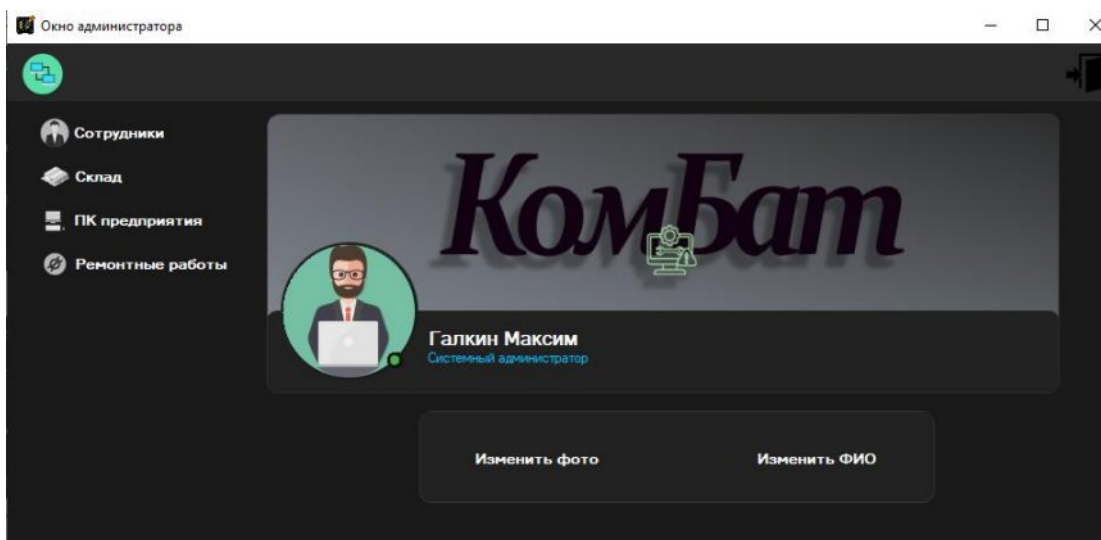 Окно администратора
Сотрудники
Склад
ПК предприятия
Ремонтные работы
КомБат
Галкин Максим
Системный администратор
Изменить фото
Изменить ФИО